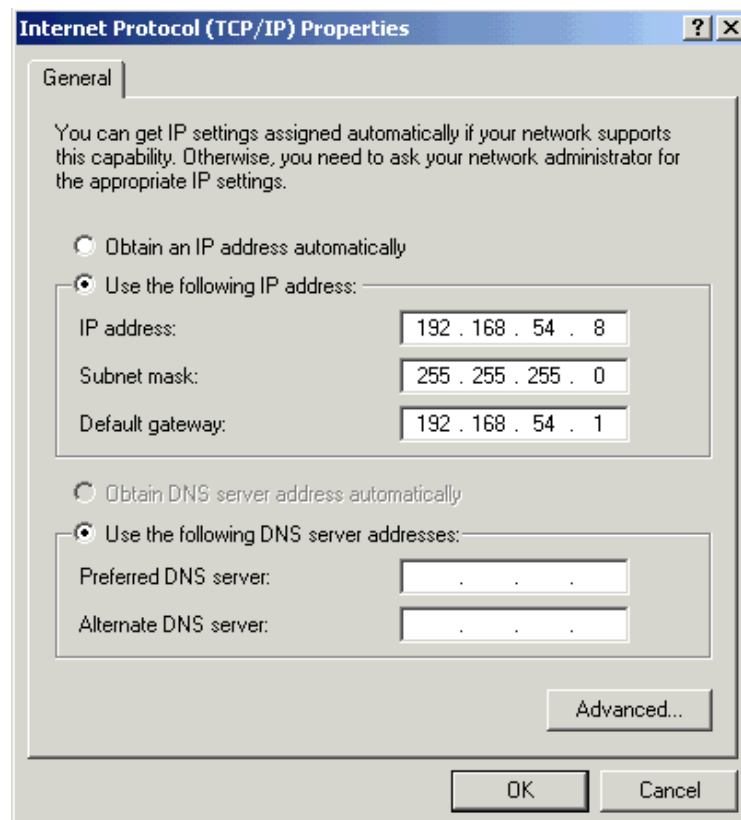 Internet Protocol (TCP/IP) Properties
General
You can get IP settings assigned automatically if your network supports
this capability. Otherwise, you need to ask your network administrator for
the appropriate IP settings.
Obtain an IP address automatically
Use the following IP address:
IP address: 192 . 168 . 54 . 8
Subnet mask: 255 . 255 . 255 . 0
Default gateway: 192 . 168 . 54 . 1
Obtain DNS server address automatically
Use the following DNS server addresses:
Preferred DNS server: . . .
Alternate DNS server: . . .
Advanced...
OK Cancel